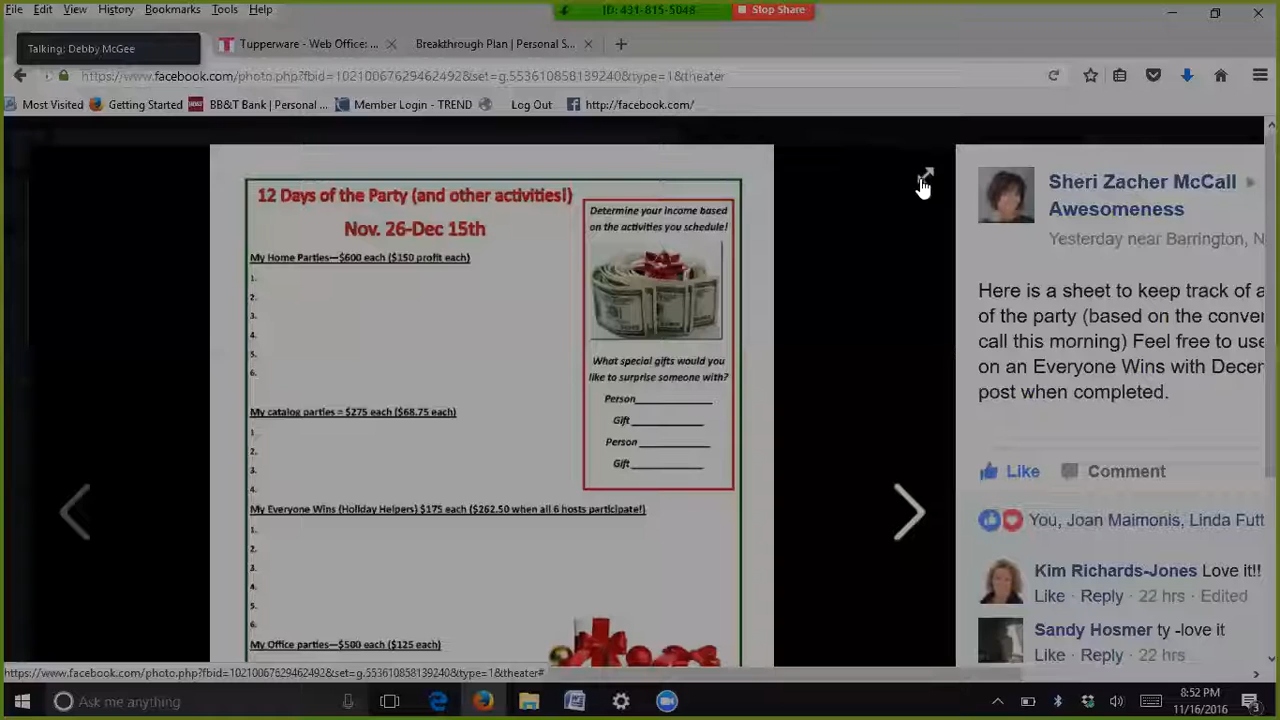 File Edit View History Bookmarks Tools Help
ID: 431-815-5048 Stop Share
Talking: Debby McGee
Tupperware - Web Office: ...
Breakthrough Plan | Personal S...
https://www.facebook.com/photo.php?fbid=10210067629462492&set=g.553610858139240&type=1&theater
Most Visited Getting Started BB&T Bank | Personal ... Member Login - TREND Log Out http://facebook.com/
12 Days of the Party (and other activities!)
Nov. 26-Dec 15th
My Home Parties—$600 each ($150 profit each)
1.
2.
3.
4.
5.
6.
My catalog parties = $275 each ($68.75 each)
1.
2.
3.
4.
My Everyone Wins (Holiday Helpers) $175 each ($262.50 when all 6 hosts participate!)
1.
2.
3.
4.
5.
6.
My Office parties—$500 each ($125 each)
Determine your income based
on the activities you schedule!
What special gifts would you
like to surprise someone with?
Person
Gift
Person
Gift
Sheri Zacher McCall
Awesomeness
Yesterday near Barrington, N
Here is a sheet to keep track of a
of the party (based on the conver
call this morning) Feel free to use
on an Everyone Wins with Decem
post when completed.
Like Comment
You, Joan Maimonis, Linda Futt
Kim Richards-Jones Love it!!
Like · Reply · 22 hrs · Edited
Sandy Hosmer ty -love it
Like · Reply · 22 hrs
https://www.facebook.com/photo.php?fbid=10210067629462492&set=g.553610858139240&type=1&theater#
Ask me anything
8:52 PM
11/16/2016
3